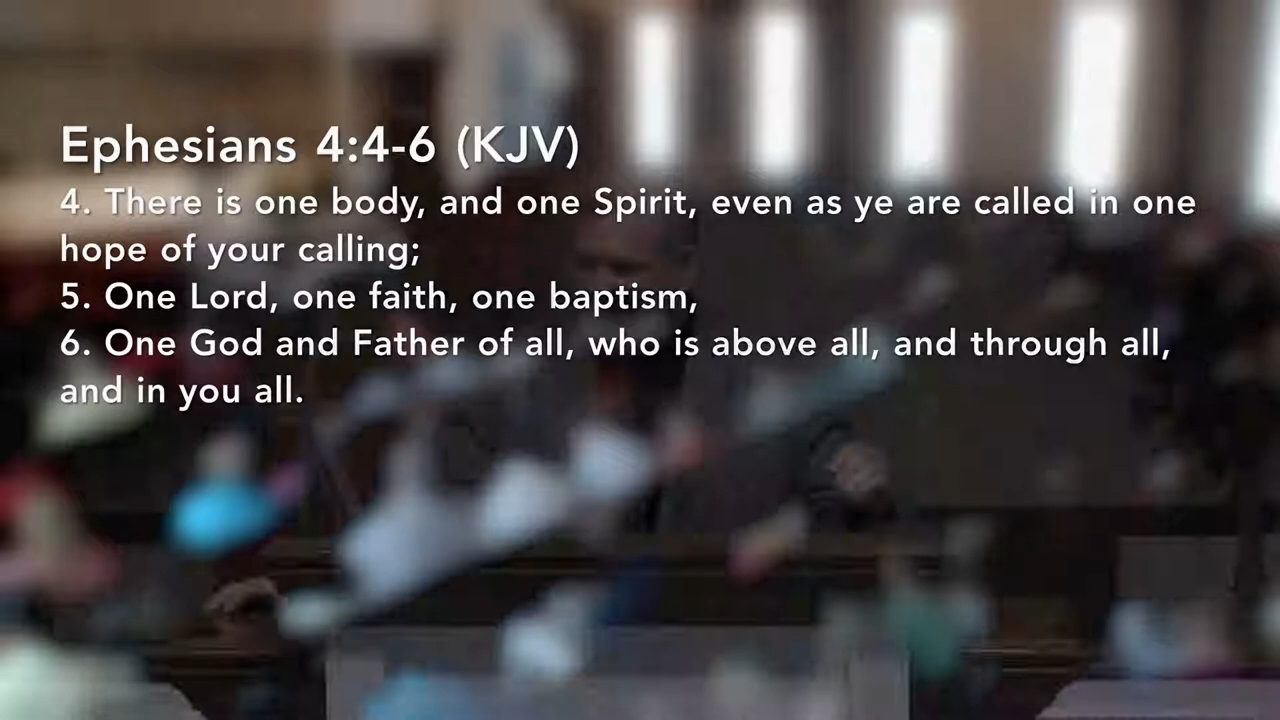 Ephesians 4:4-6 (KJV)
4. There is one body, and one Spirit, even as ye are called in one
hope of your calling;
5. One Lord, one faith, one baptism,
6. One God and Father of all, who is above all, and through all,
and in you all.